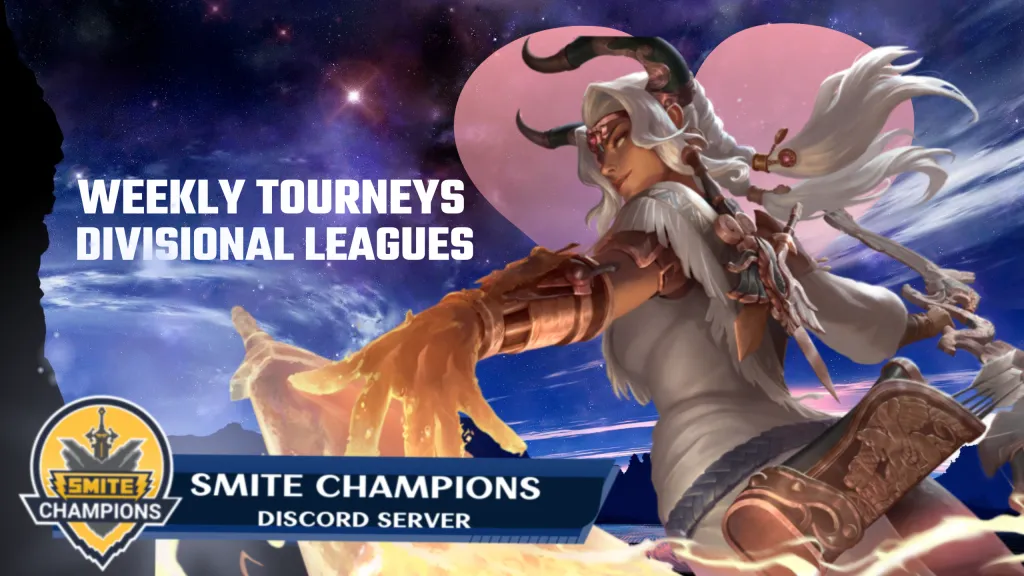 WEEKLY TOURNEYS
DIVISIONAL LEAGUES
SMITE
CHAMPIONS
SMITE CHAMPIONS
DISCORD SERVER